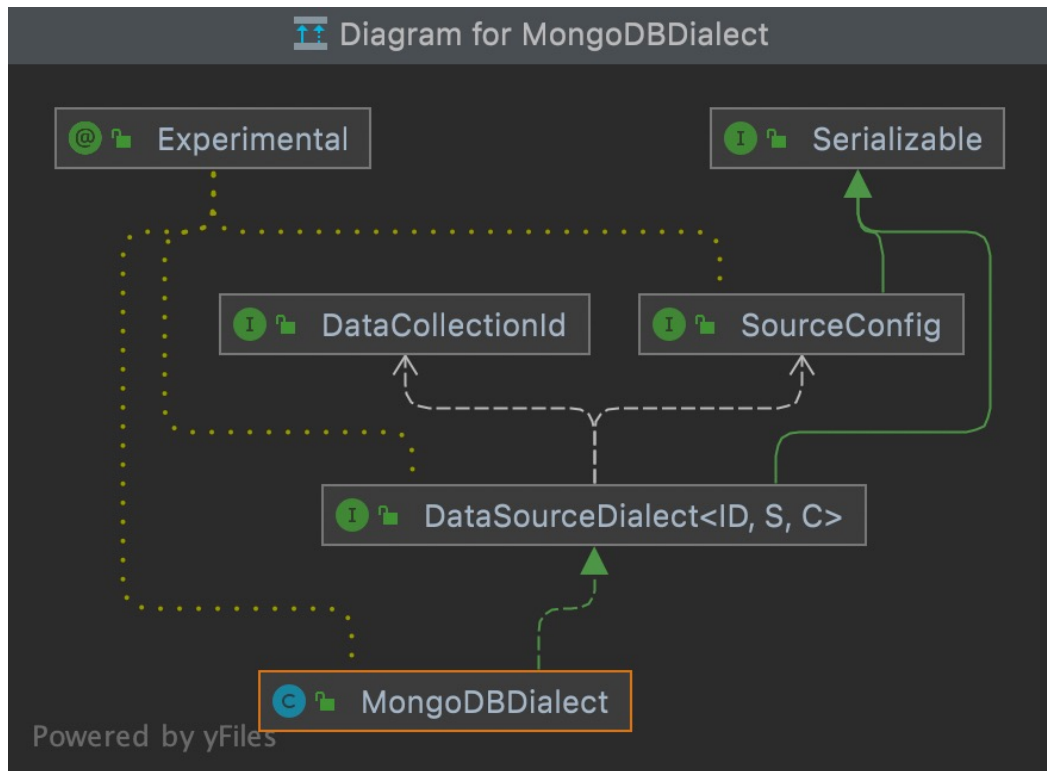 Diagram for MongoDBDialect
@ Experimental
I Serializable
I DataCollectionId
I SourceConfig
I DataSourceDialect<ID, S, C>
C MongoDBDialect
Powered by yFiles